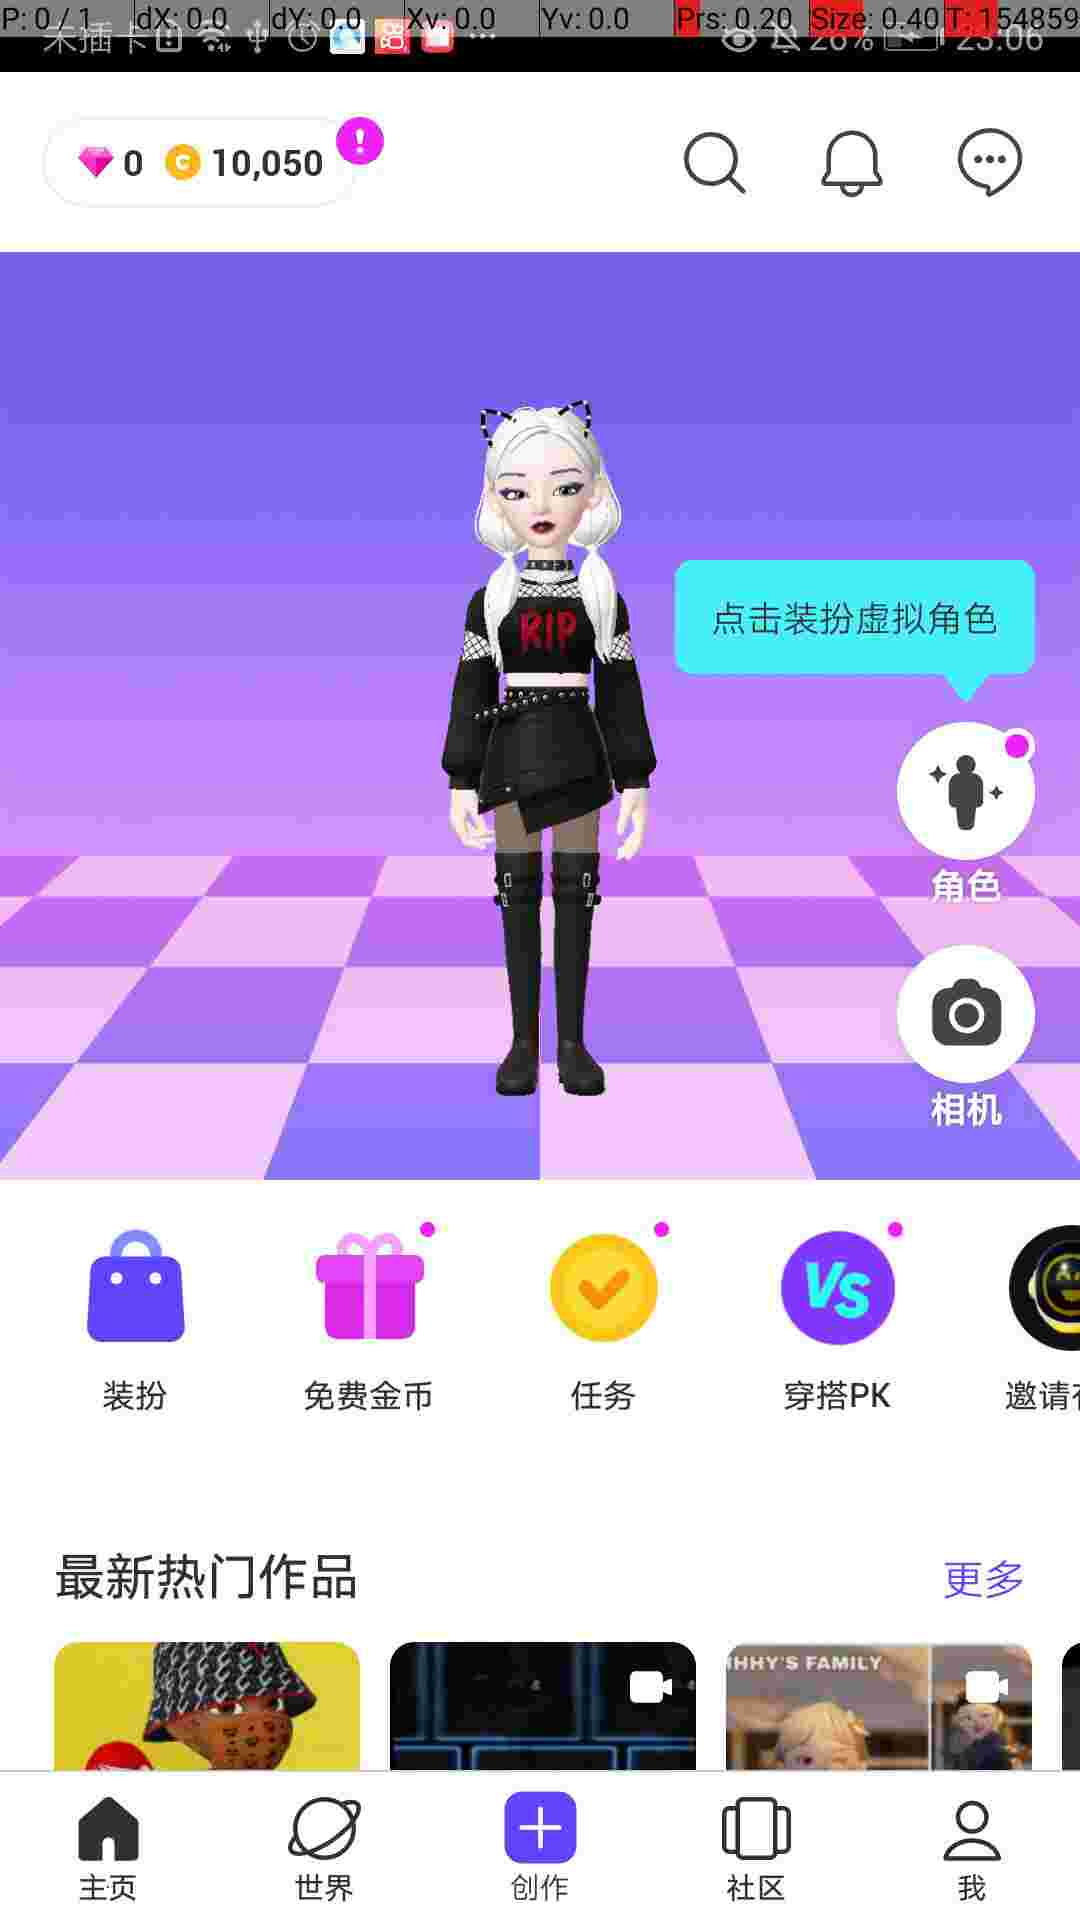 P: 0 / 1 dX: 0.0 dY: 0.0 Xv: 0.0 Yv: 0.0 Prs: 0.20 Size: 0.40 T: 154859
未插卡 26% 23:06
0 10,050
RIP
点击装扮虚拟角色
角色
相机
VS
装扮 免费金币 任务 穿搭PK 邀请
最新热门作品 更多
HHY'S FAMILY
主页 世界 创作 社区 我